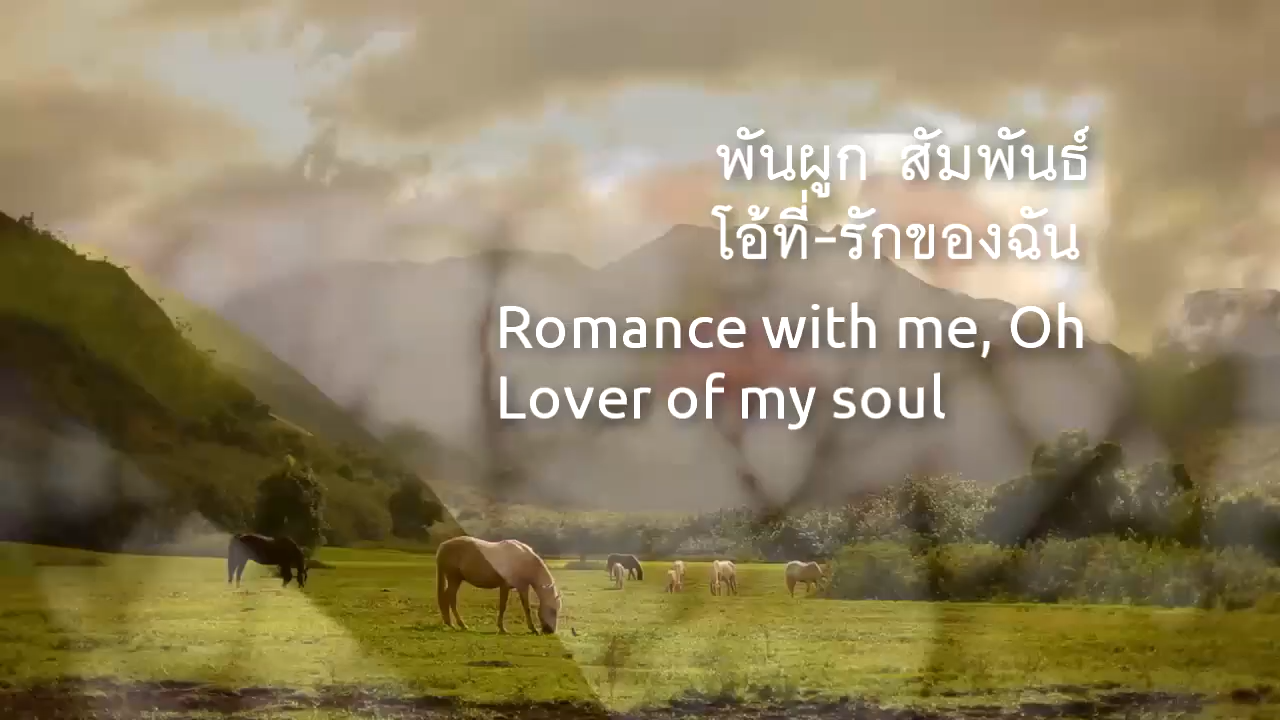 พันผูก สัมพันธ์
โอ้ที่-รักของฉัน
Romance with me, Oh
Lover of my soul